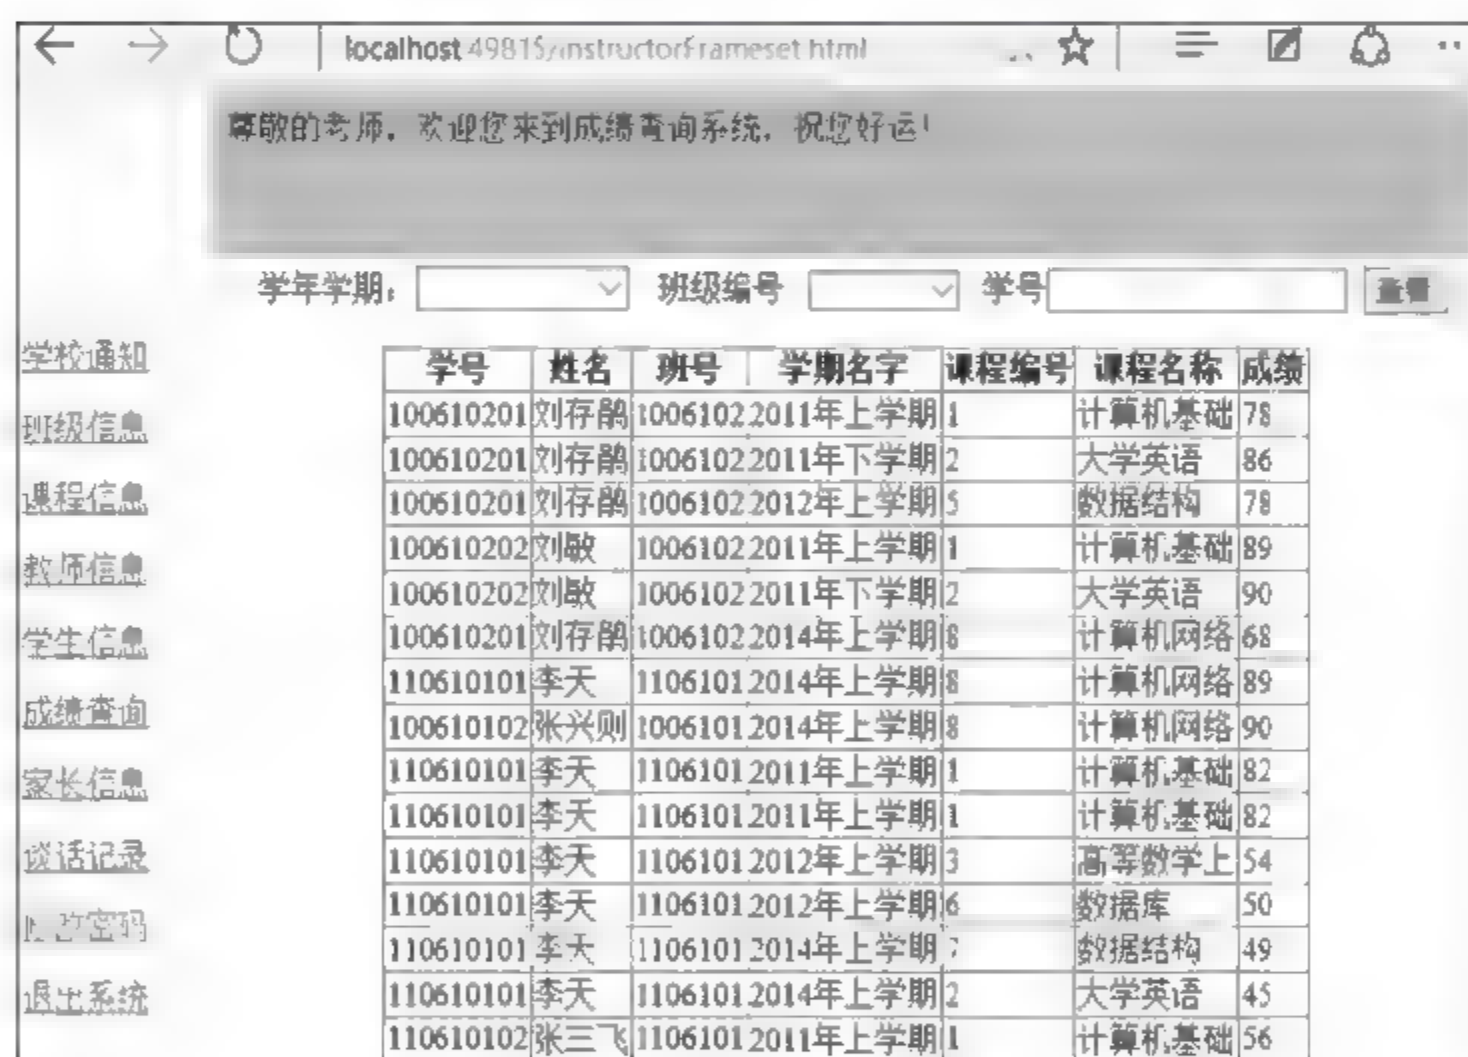 localhost:49815/instructorframeset.html
尊敬的老师，欢迎您来到成绩查询系统，祝您好运！
学年学期： 班级编号 学号 查看
学校通知
班级信息
课程信息
教师信息
学生信息
成绩查询
家长信息
谈话记录
修改密码
退出系统
学号 姓名 班号 学期名字 课程编号 课程名称 成绩
100610201 刘存鹃 1006102 2011年上学期 1 计算机基础 78
100610201 刘存鹃 1006102 2011年下学期 2 大学英语 86
100610201 刘存鹃 1006102 2012年上学期 5 数据结构 78
100610202 刘敏 1006102 2011年上学期 1 计算机基础 89
100610202 刘敏 1006102 2011年下学期 2 大学英语 90
100610201 刘存鹃 1006102 2014年上学期 8 计算机网络 68
110610101 李天 1106101 2014年上学期 8 计算机网络 89
100610102 张兴则 1006101 2014年上学期 8 计算机网络 90
110610101 李天 1106101 2011年上学期 1 计算机基础 82
110610101 李天 1106101 2011年上学期 1 计算机基础 82
110610101 李天 1106101 2012年上学期 3 高等数学上 54
110610101 李天 1106101 2012年上学期 6 数据库 50
110610101 李天 1106101 2014年上学期 数据结构 49
110610101 李天 1106101 2014年上学期 2 大学英语 45
110610102 张三飞 1106101 2011年上学期 1 计算机基础 56